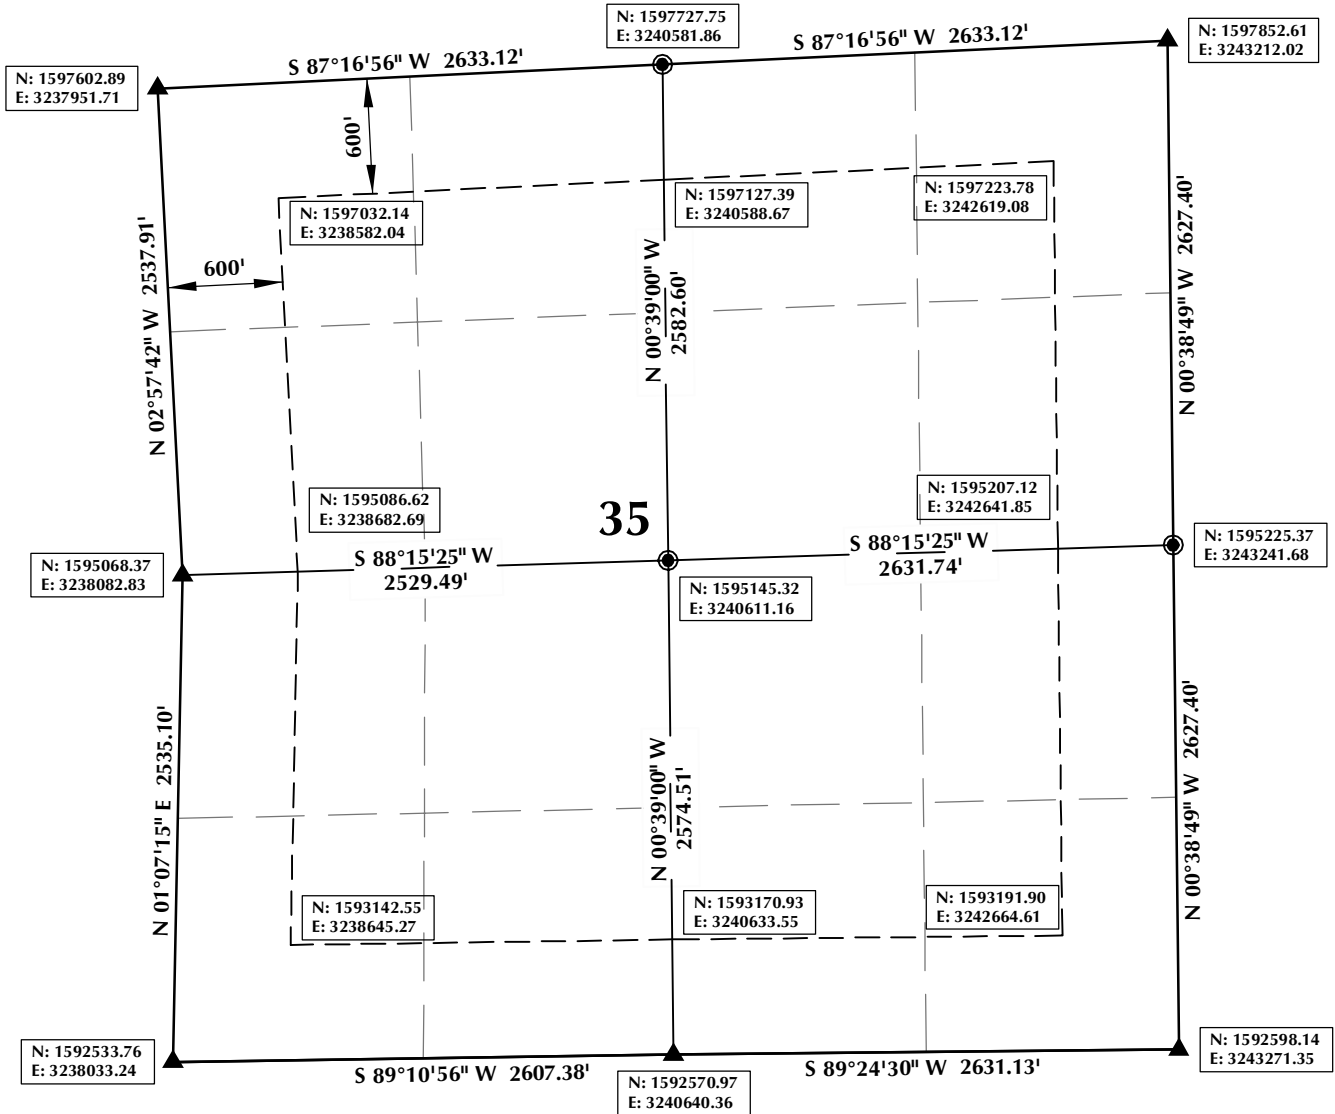 N: 1597727.75
E: 3240581.86
N: 1597852.61
E: 3243212.02
S 87°16'56" W 2633.12'
S 87°16'56" W 2633.12'
N: 1597602.89
E: 3237951.71
600'
N: 1597032.14
E: 3238582.04
N: 1597127.39
E: 3240588.67
N: 1597223.78
E: 3242619.08
600'
N 02°57'42" W 2537.91'
N 00°39'00" W
2582.60'
N 00°38'49" W 2627.40'
N: 1595086.62
E: 3238682.69
35
N: 1595207.12
E: 3242641.85
N: 1595068.37
E: 3238082.83
S 88°15'25" W
2529.49'
S 88°15'25" W
2631.74'
N: 1595225.37
E: 3243241.68
N: 1595145.32
E: 3240611.16
N 01°07'15" E 2535.10'
N 00°39'00" W
2574.51'
N 00°38'49" W 2627.40'
N: 1593142.55
E: 3238645.27
N: 1593170.93
E: 3240633.55
N: 1593191.90
E: 3242664.61
N: 1592533.76
E: 3238033.24
S 89°10'56" W 2607.38'
N: 1592570.97
E: 3240640.36
S 89°24'30" W 2631.13'
N: 1592598.14
E: 3243271.35